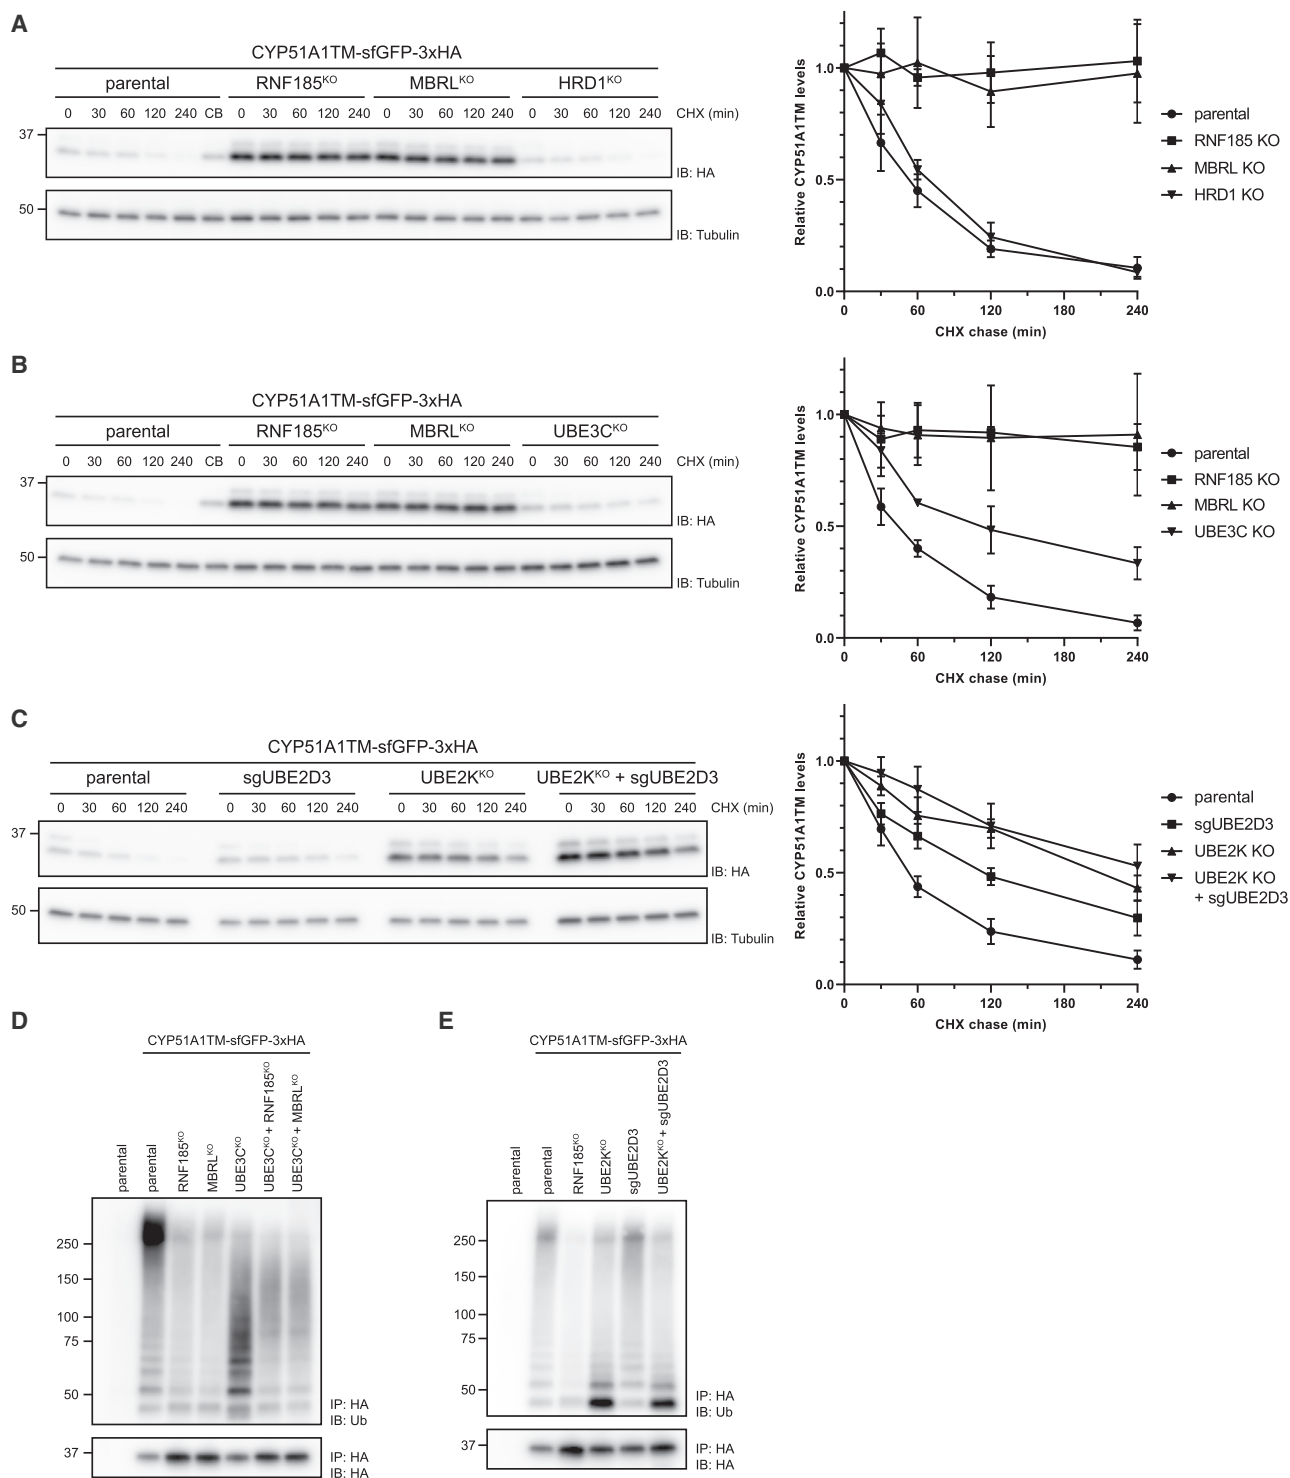 A
CYP51A1TM-sfGFP-3xHA
parental RNF185KO MBRLKO HRD1KO
0 30 60 120 240 CB 0 30 60 120 240 0 30 60 120 240 0 30 60 120 240 CHX (min)
37
IB: HA
50
IB: Tubulin
Relative CYP51A1TM levels
1.0
0.5
0.0
0 60 120 180 240
CHX chase (min)
parental
RNF185 KO
MBRL KO
HRD1 KO
B
CYP51A1TM-sfGFP-3xHA
parental RNF185KO MBRLKO UBE3CKO
0 30 60 120 240 CB 0 30 60 120 240 0 30 60 120 240 0 30 60 120 240 CHX (min)
37
IB: HA
50
IB: Tubulin
Relative CYP51A1TM levels
1.0
0.5
0.0
0 60 120 180 240
CHX chase (min)
parental
RNF185 KO
MBRL KO
UBE3C KO
C
CYP51A1TM-sfGFP-3xHA
parental sgUBE2D3 UBE2KKO UBE2KKO + sgUBE2D3
0 30 60 120 240 0 30 60 120 240 0 30 60 120 240 0 30 60 120 240 CHX (min)
37
IB: HA
50
IB: Tubulin
Relative CYP51A1TM levels
1.0
0.5
0.0
0 60 120 180 240
CHX chase (min)
parental
sgUBE2D3
UBE2K KO
UBE2K KO
+ sgUBE2D3
D
CYP51A1TM-sfGFP-3xHA
parental
parental
RNF185KO
MBRLKO
UBE3CKO
UBE3CKO + RNF185KO
UBE3CKO + MBRLKO
250
150
100
75
50
IP: HA
IB: Ub
37
IP: HA
IB: HA
E
CYP51A1TM-sfGFP-3xHA
parental
parental
RNF185KO
UBE2KKO
sgUBE2D3
UBE2KKO + sgUBE2D3
250
150
100
75
50
IP: HA
IB: Ub
37
IP: HA
IB: HA